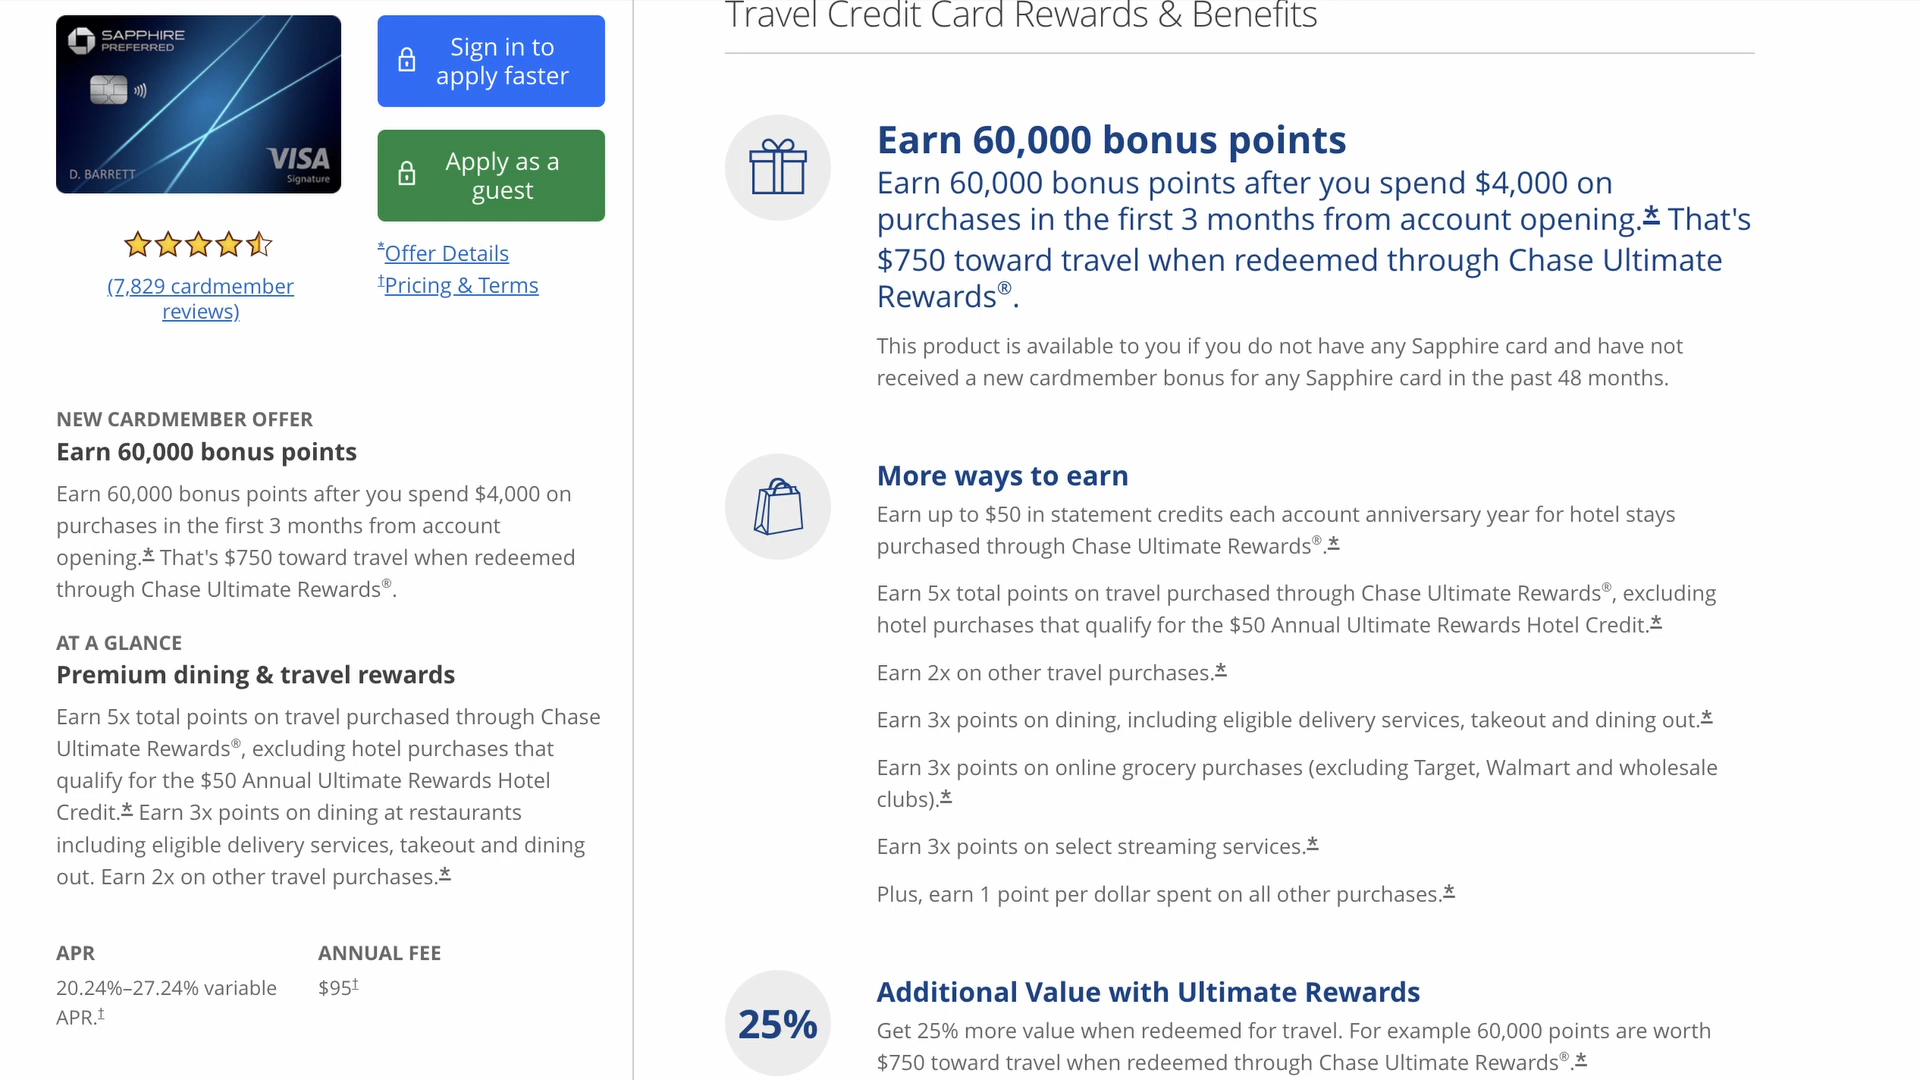 SAPPHIRE
PREFERRED
D. BARRETT
VISA
Signature
Sign in to
apply faster
Apply as a
guest
(7,829 cardmember
reviews)
*Offer Details
†Pricing & Terms
NEW CARDMEMBER OFFER
Earn 60,000 bonus points
Earn 60,000 bonus points after you spend $4,000 on
purchases in the first 3 months from account
opening.* That's $750 toward travel when redeemed
through Chase Ultimate Rewards®.
AT A GLANCE
Premium dining & travel rewards
Earn 5x total points on travel purchased through Chase
Ultimate Rewards®, excluding hotel purchases that
qualify for the $50 Annual Ultimate Rewards Hotel
Credit.* Earn 3x points on dining at restaurants
including eligible delivery services, takeout and dining
out. Earn 2x on other travel purchases.*
APR
20.24%–27.24% variable
APR.†
ANNUAL FEE
$95†
Travel Credit Card Rewards & Benefits
Earn 60,000 bonus points
Earn 60,000 bonus points after you spend $4,000 on
purchases in the first 3 months from account opening.* That's
$750 toward travel when redeemed through Chase Ultimate
Rewards®.
This product is available to you if you do not have any Sapphire card and have not
received a new cardmember bonus for any Sapphire card in the past 48 months.
More ways to earn
Earn up to $50 in statement credits each account anniversary year for hotel stays
purchased through Chase Ultimate Rewards®.*
Earn 5x total points on travel purchased through Chase Ultimate Rewards®, excluding
hotel purchases that qualify for the $50 Annual Ultimate Rewards Hotel Credit.*
Earn 2x on other travel purchases.*
Earn 3x points on dining, including eligible delivery services, takeout and dining out.*
Earn 3x points on online grocery purchases (excluding Target, Walmart and wholesale
clubs).*
Earn 3x points on select streaming services.*
Plus, earn 1 point per dollar spent on all other purchases.*
25%
Additional Value with Ultimate Rewards
Get 25% more value when redeemed for travel. For example 60,000 points are worth
$750 toward travel when redeemed through Chase Ultimate Rewards®.*